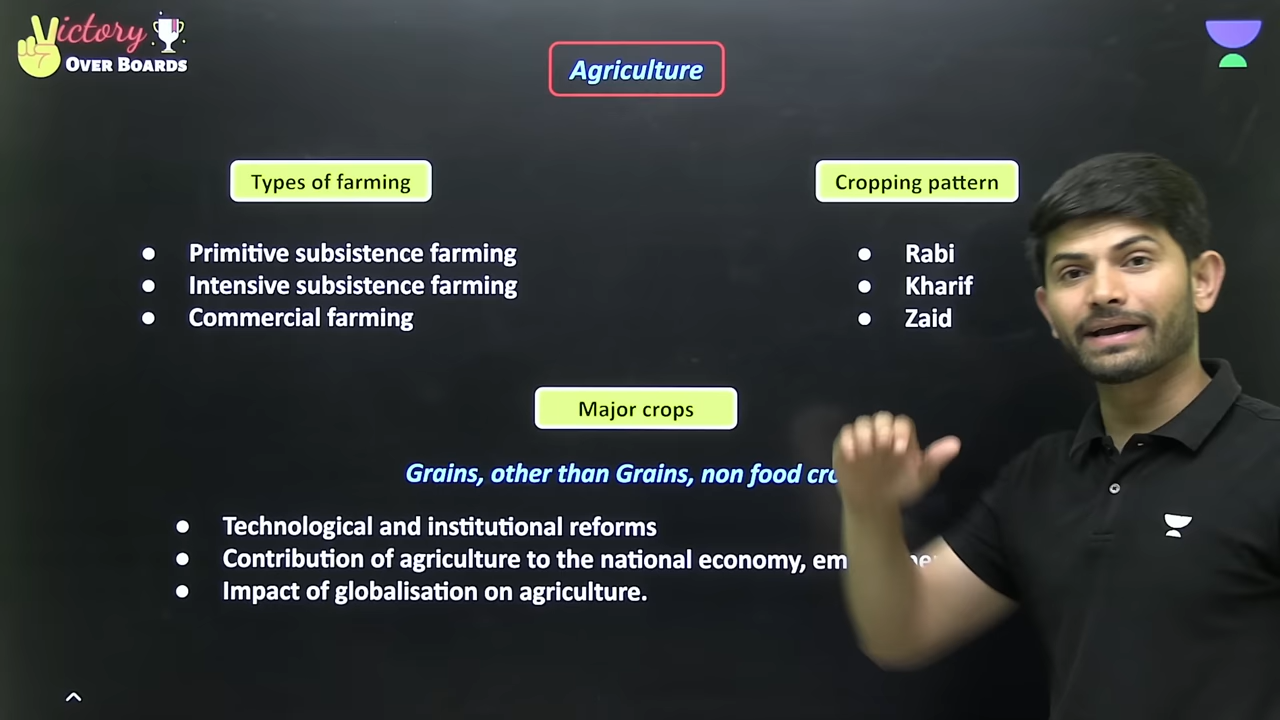 Victory
OVER BOARDS
Agriculture
Types of farming
● Primitive subsistence farming
● Intensive subsistence farming
● Commercial farming
Cropping pattern
● Rabi
● Kharif
● Zaid
Major crops
Grains, other than Grains, non food
● Technological and institutional reforms
● Contribution of agriculture to the national economy,
● Impact of globalisation on agriculture.